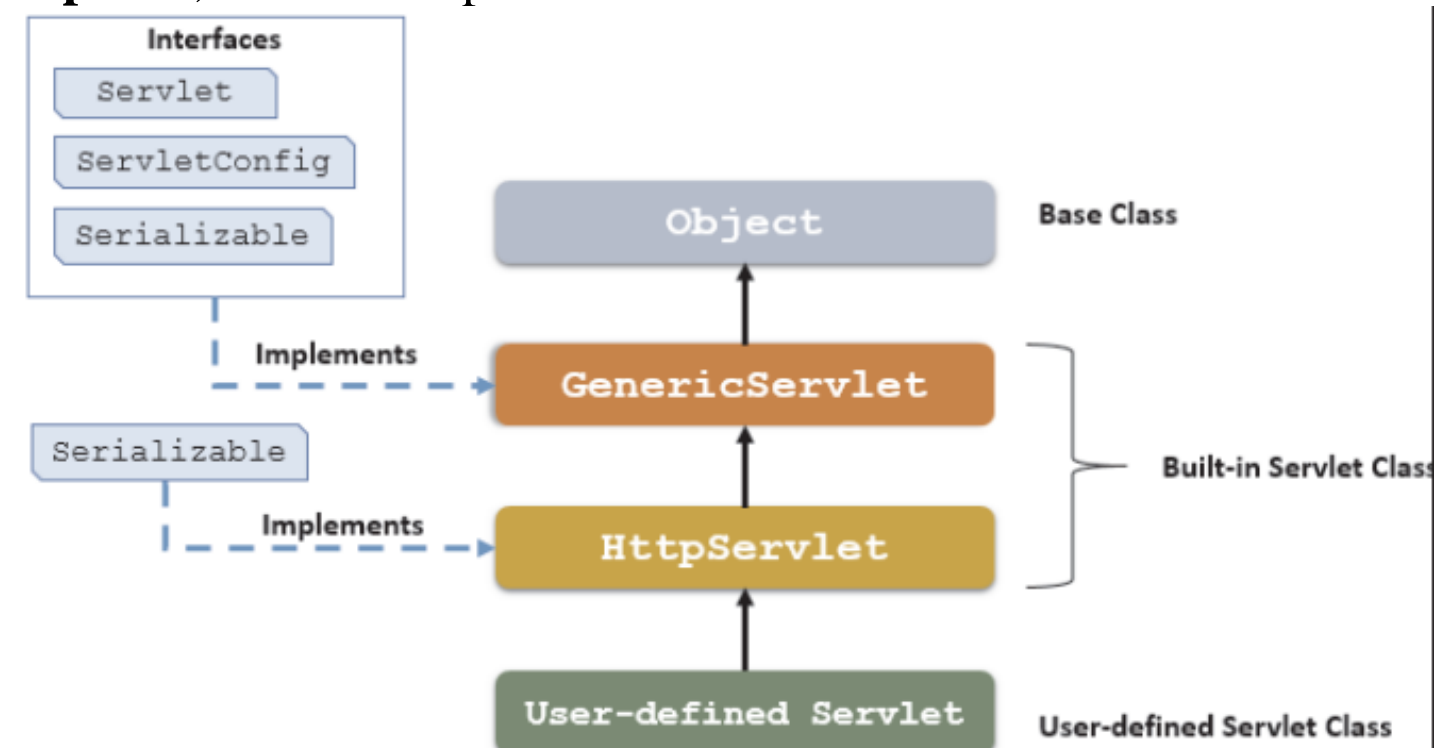 Interfaces
Servlet
ServletConfig
Serializable
Object
Base Class
Implements
GenericServlet
Serializable
Built-in Servlet Class
Implements
HttpServlet
User-defined Servlet
User-defined Servlet Class